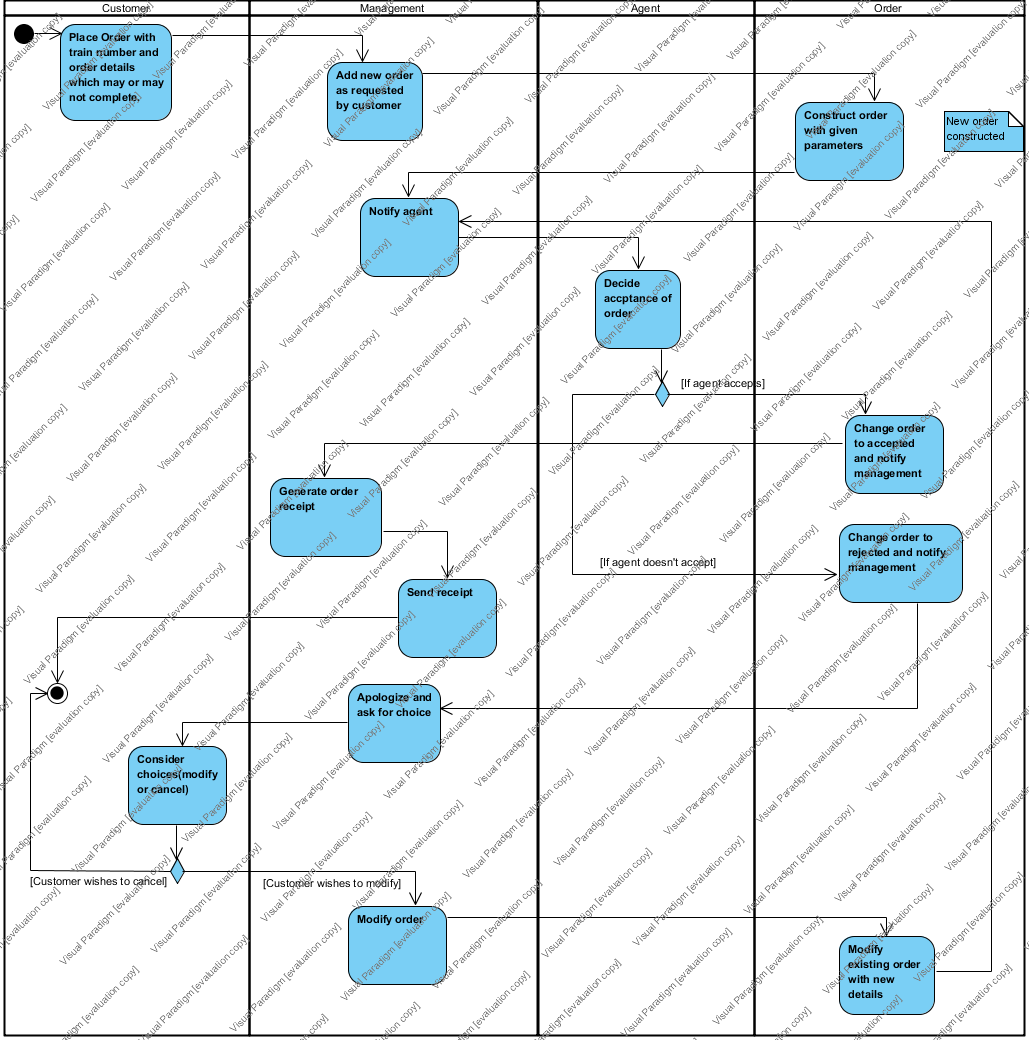 Customer
Management
Agent
Order
Place Order with
train number and
order details
which may or may
not complete.
Add new order
as requested
by customer
Construct order
with given
parameters
New order
constructed
Notify agent
Decide
accptance of
order
[If agent accepts]
Change order
to accepted
and notify
management
Generate order
receipt
Change order to
rejected and notify
management
[If agent doesn't accept]
Send receipt
Apologize and
ask for choice
Consider
choices(modify
or cancel)
[Customer wishes to cancel]
[Customer wishes to modify]
Modify order
Modify
existing order
with new
details
Visual Paradigm [evaluation copy]